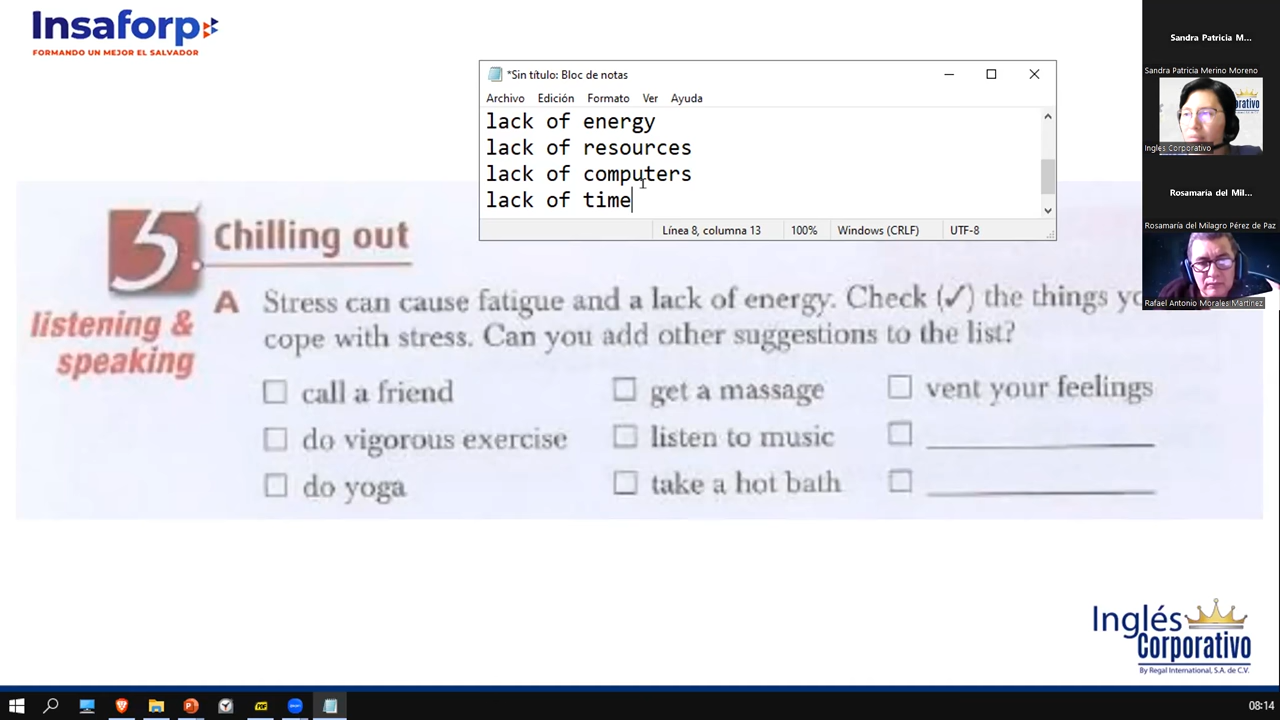 Insaforp
FORMANDO UN MEJOR EL SALVADOR
*Sin título: Bloc de notas
Archivo Edición Formato Ver Ayuda
lack of energy
lack of resources
lack of computers
lack of time
Línea 8, columna 13 100% Windows (CRLF) UTF-8
Sandra Patricia M...
Sandra Patricia Merino Moreno
Inglés Corporativo
Rosamaría del Mil...
Rosamaría del Milagro Pérez de Paz
Rafael Antonio Morales Martinez
5 Chilling out
listening &
speaking
A Stress can cause fatigue and a lack of energy. Check (✓) the things
cope with stress. Can you add other suggestions to the list?
call a friend get a massage vent your feelings
do vigorous exercise listen to music
do yoga take a hot bath
Inglés
Corporativo
By Regal International, S.A. de C.V.
08:14